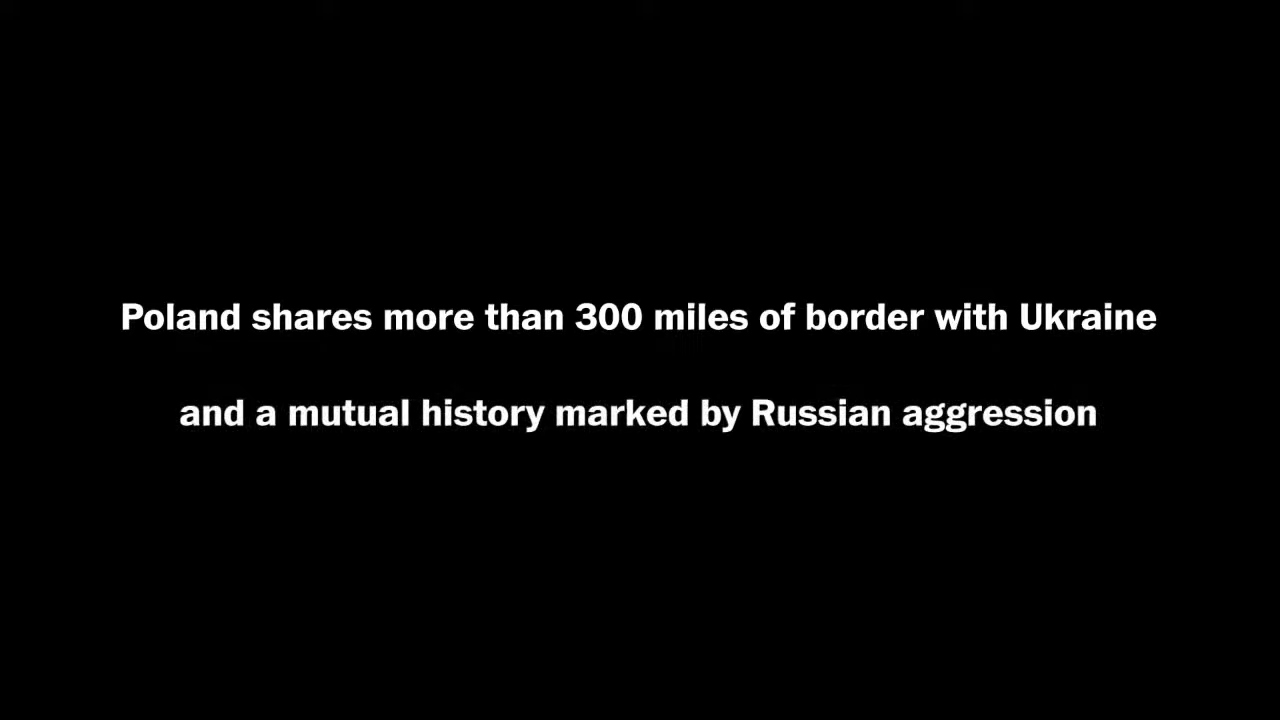 Poland shares more than 300 miles of border with Ukraine
and a mutual history marked by Russian aggression